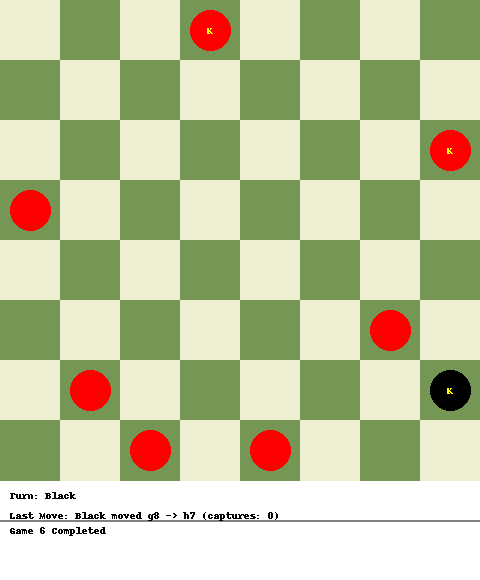 K
K
K
Turn: Black
Last Move: Black moved g8 -> h7 (captures: 0)
Game 6 Completed